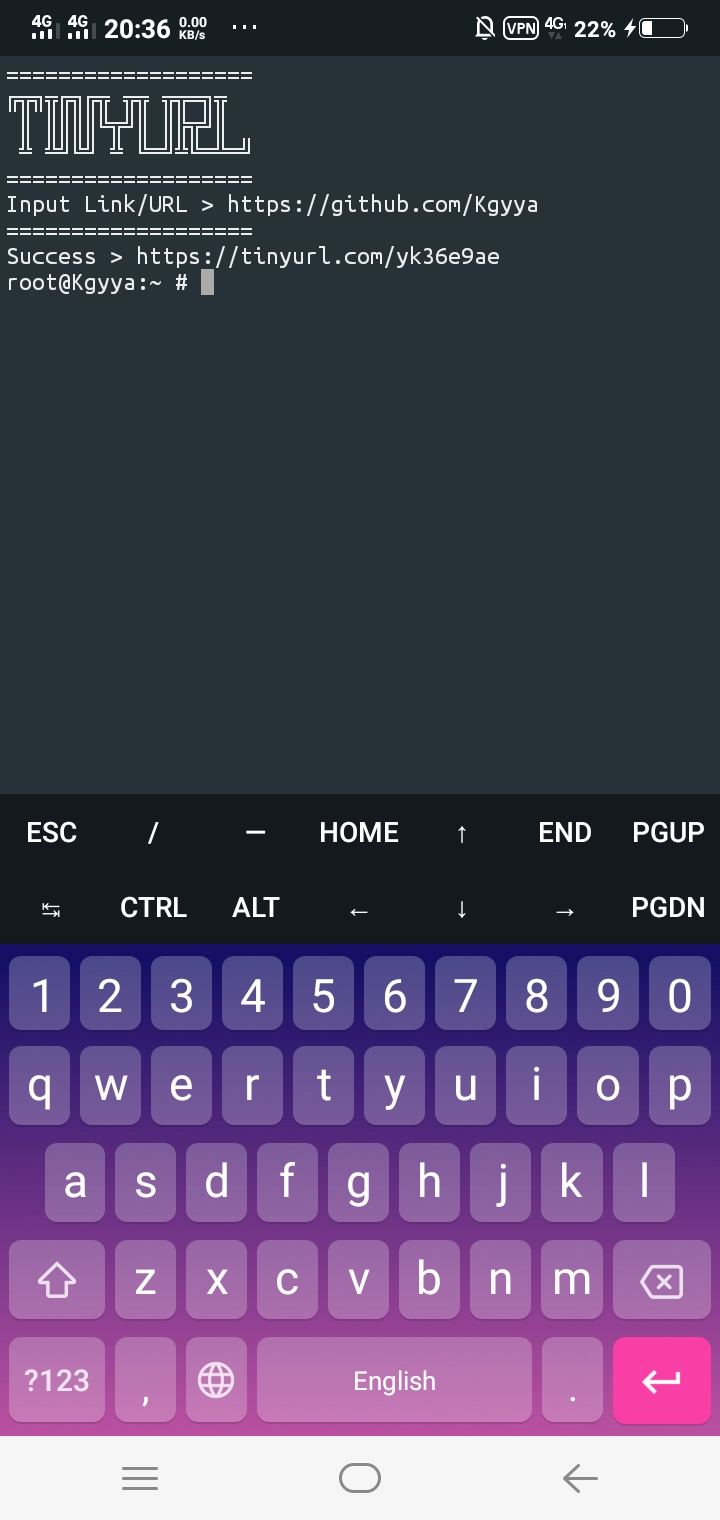 4G 4G 20:36 0.00 KB/s ... VPN 4G 22%
===================
TINYURL
===================
Input Link/URL > https://github.com/Kgyya
===================
Success > https://tinyurl.com/yk36e9ae
root@Kgyya:~ #
ESC / — HOME ↑ END PGUP
↹ CTRL ALT ← ↓ → PGDN
1 2 3 4 5 6 7 8 9 0
q w e r t y u i o p
a s d f g h j k l
z x c v b n m
?123 , English .